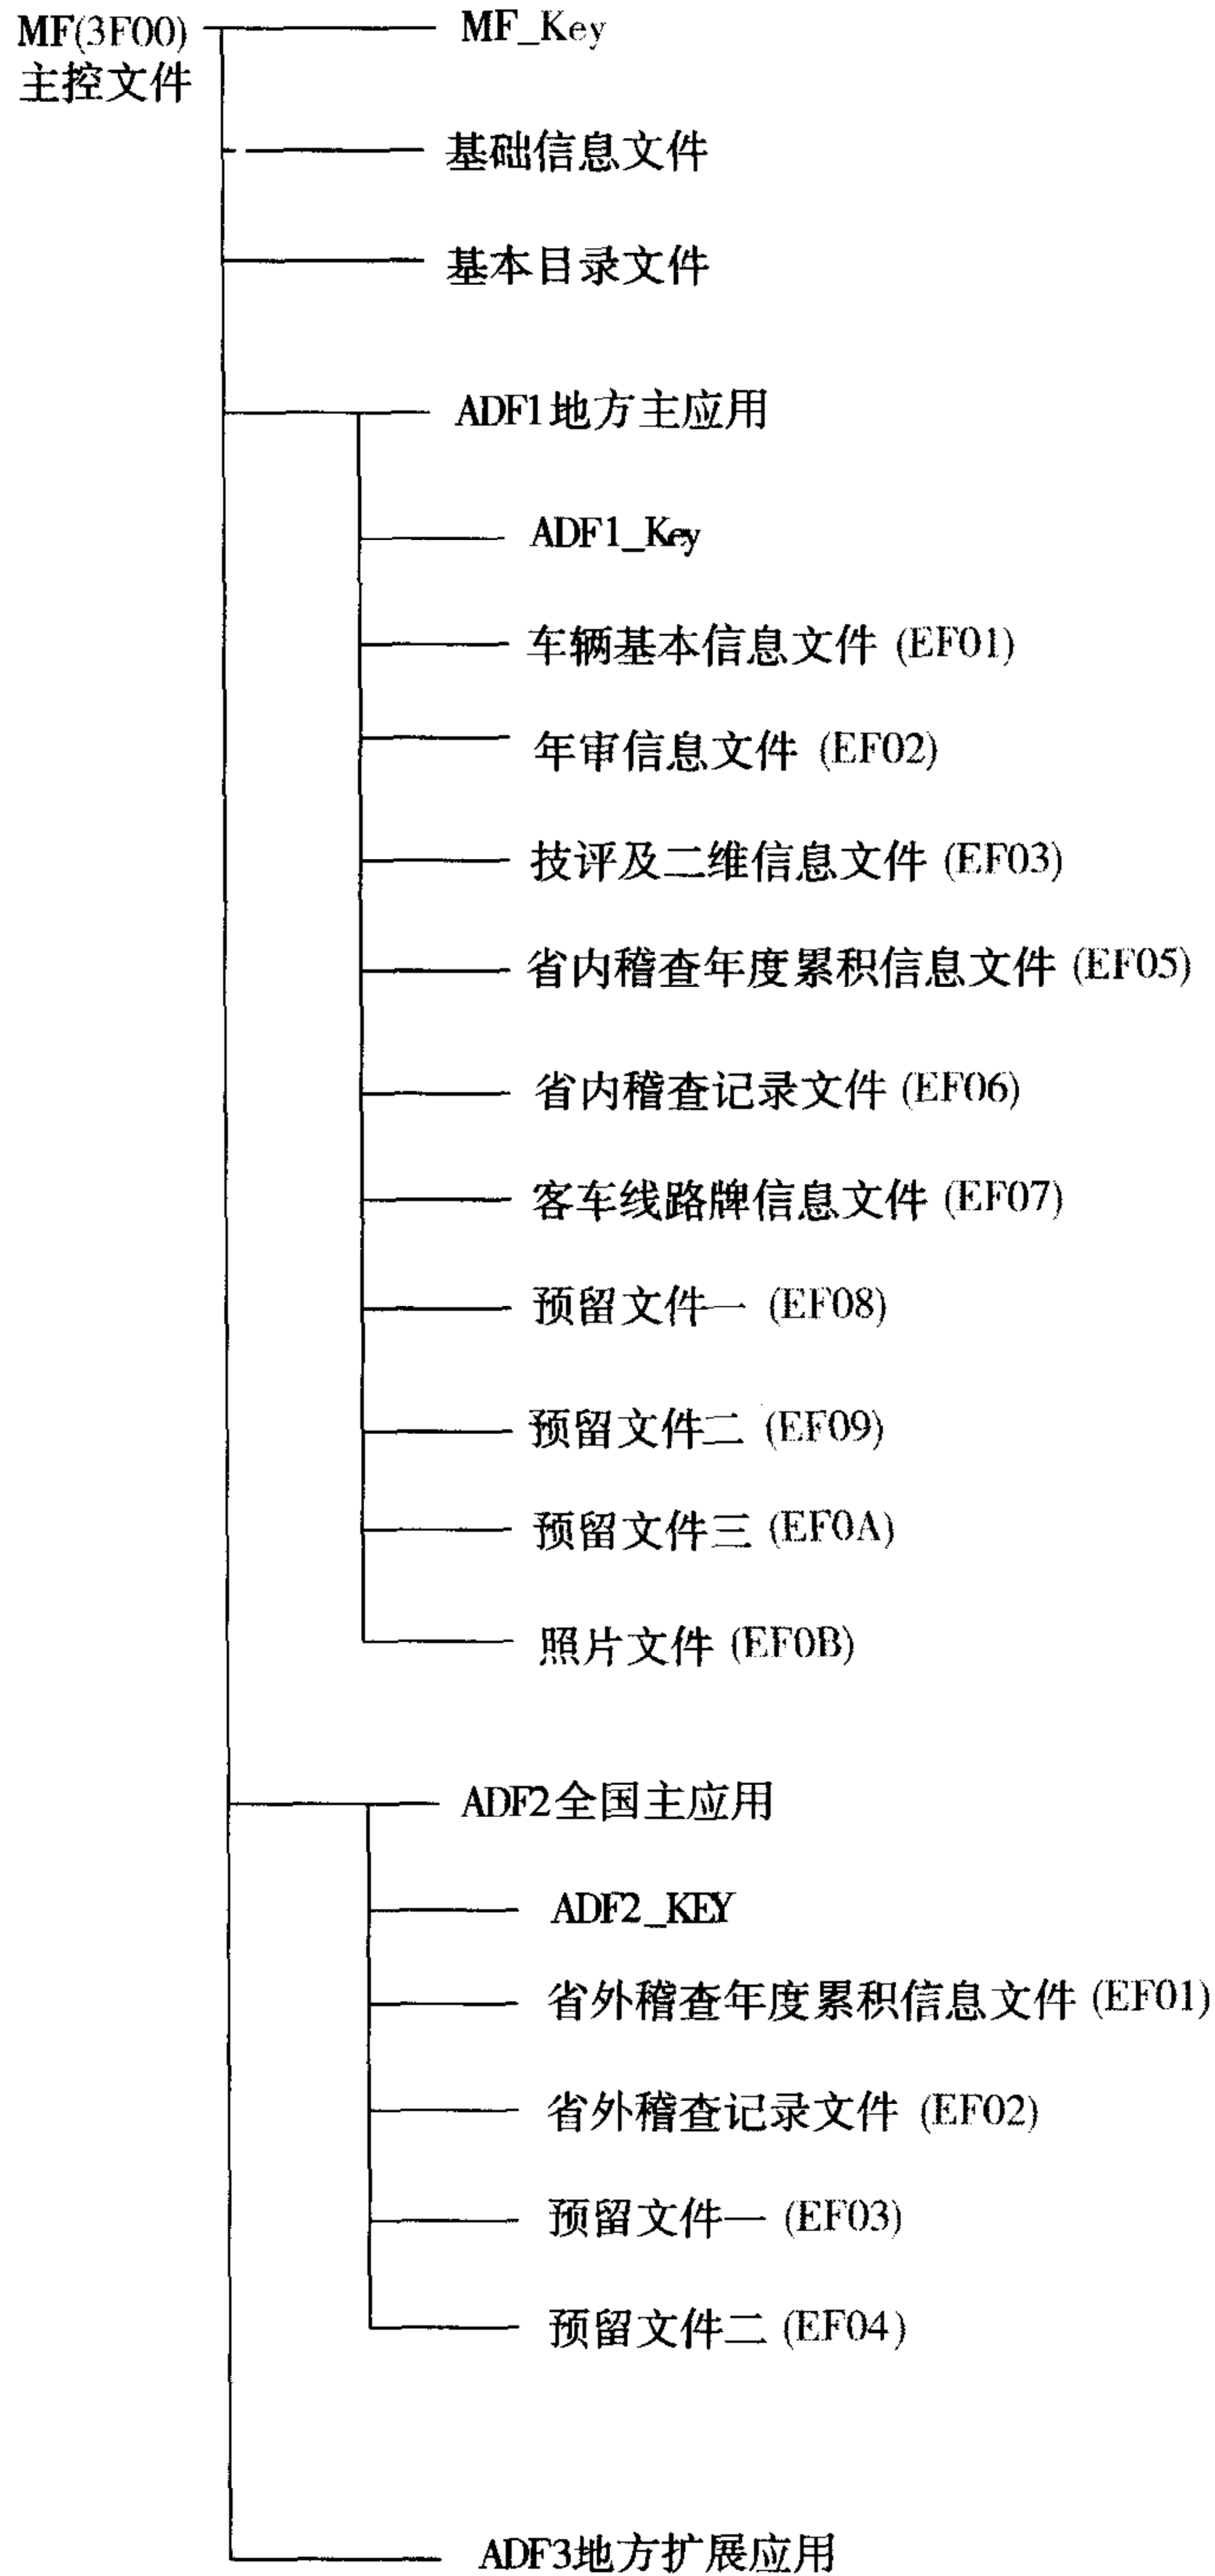 MF(3F00)
主控文件
MF_Key
基础信息文件
基本目录文件
ADF1地方主应用
ADF1_Key
车辆基本信息文件 (EF01)
年审信息文件 (EF02)
技评及二维信息文件 (EF03)
省内稽查年度累积信息文件 (EF05)
省内稽查记录文件 (EF06)
客车线路牌信息文件 (EF07)
预留文件一 (EF08)
预留文件二 (EF09)
预留文件三 (EF0A)
照片文件 (EF0B)
ADF2全国主应用
ADF2_KEY
省外稽查年度累积信息文件 (EF01)
省外稽查记录文件 (EF02)
预留文件一 (EF03)
预留文件二 (EF04)
ADF3地方扩展应用